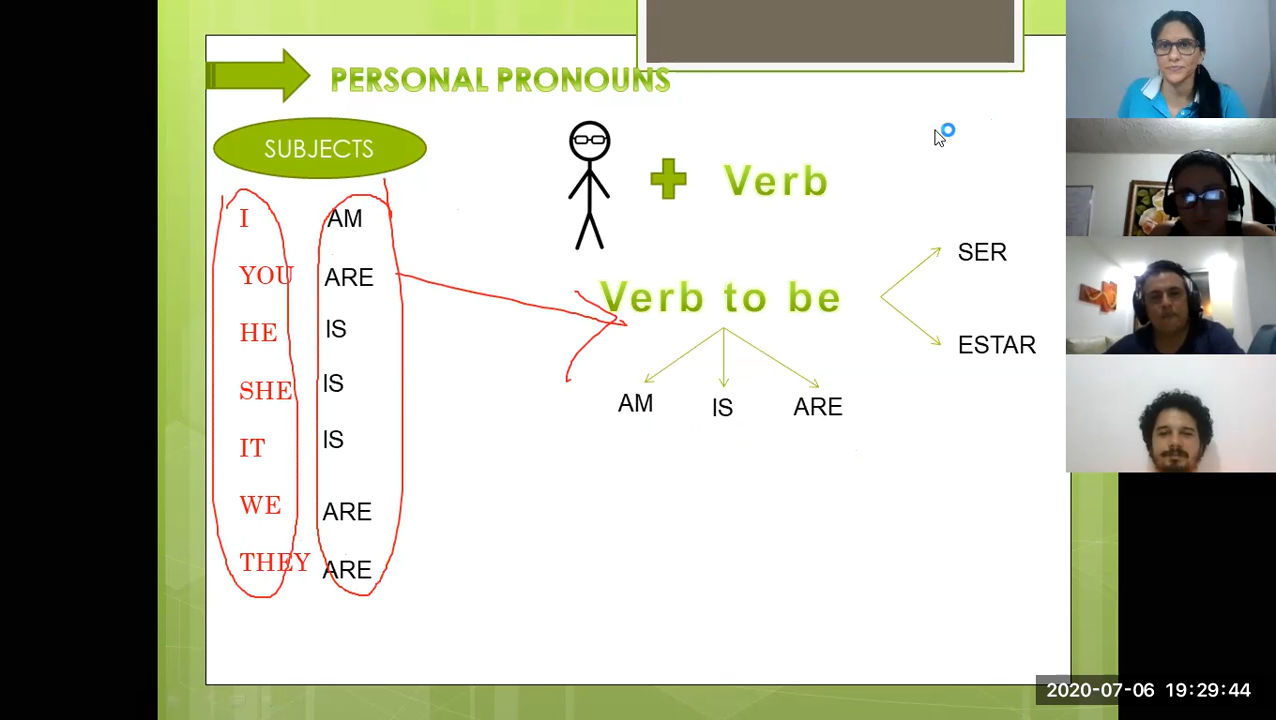 PERSONAL PRONOUNS
SUBJECTS
Verb
I AM
YOU ARE
HE IS
SHE IS
IT IS
WE ARE
THEY ARE
Verb to be
SER
ESTAR
AM IS ARE
2020-07-06 19:29:44